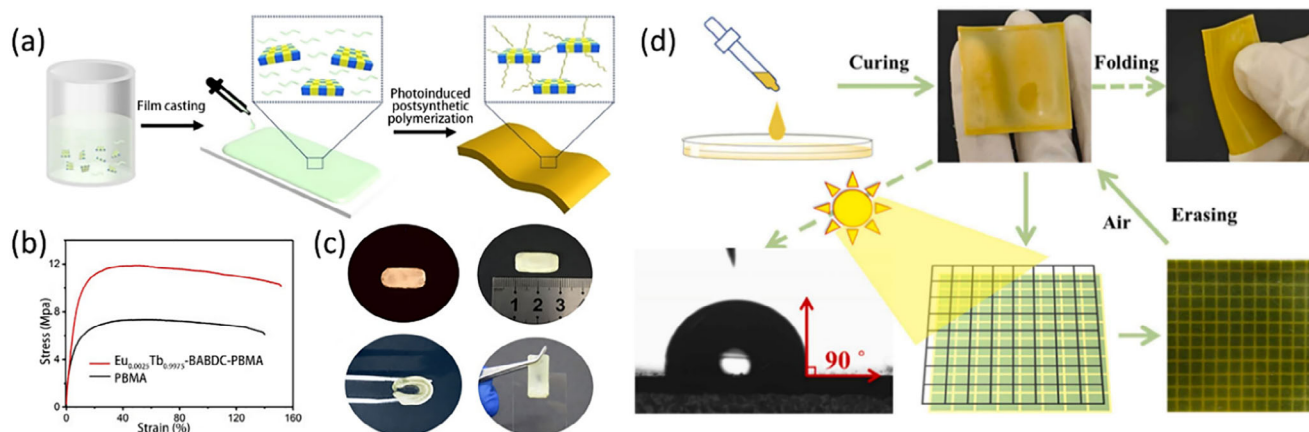 (a)
Film casting
Photoinduced
postsynthetic
polymerization
(b)
Stress (Mpa)
12
8
4
0
0
40
80
120
160
Strain (%)
Eu0.0025Tb0.9975-BABDC-PBMA
PBMA
(c)
1 2 3
(d)
Curing
Folding
Air
Erasing
90 °